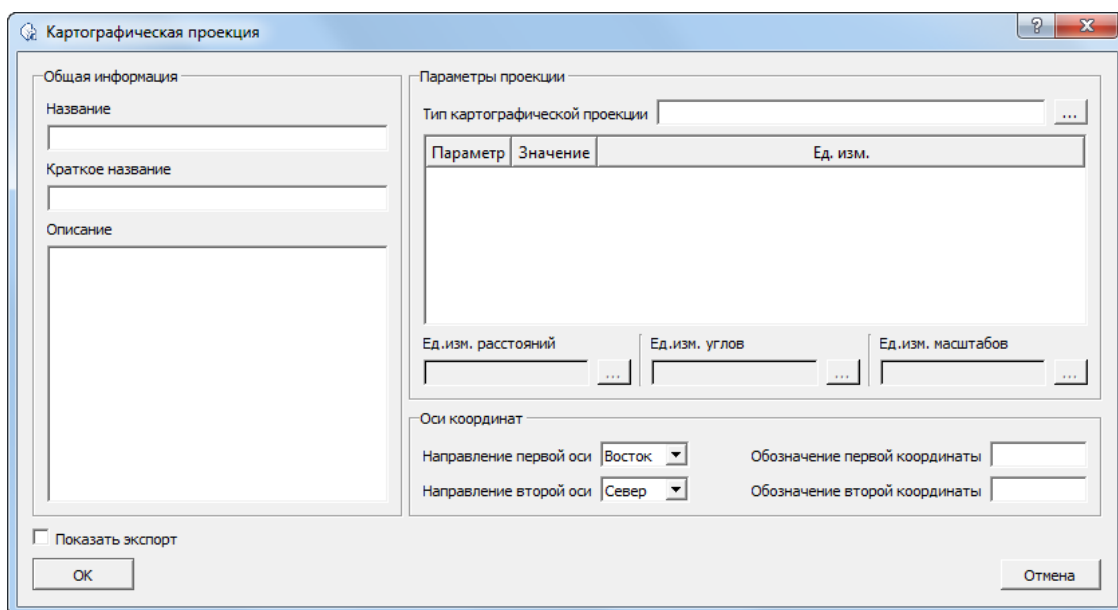 Картографическая проекция
Общая информация
Название
Краткое название
Описание
Параметры проекции
Тип картографической проекции ...
Параметр Значение Ед. изм.
Ед.изм. расстояний Ед.изм. углов Ед.изм. масштабов
... ... ...
Оси координат
Направление первой оси Восток Обозначение первой координаты
Направление второй оси Север Обозначение второй координаты
Показать экспорт
ОК Отмена